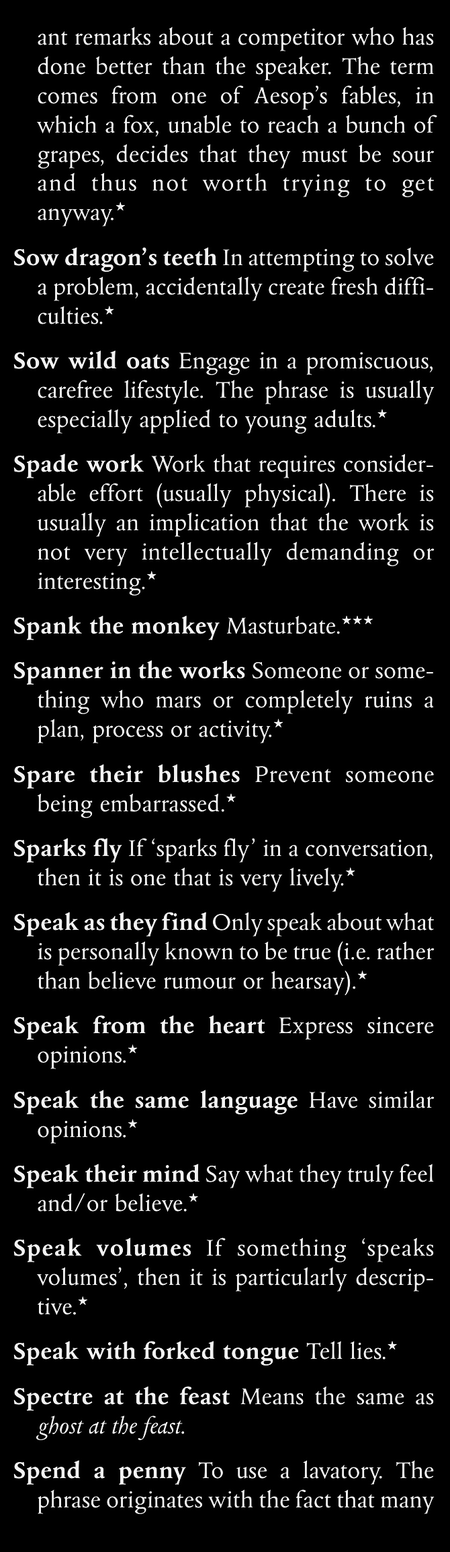 ant remarks about a competitor who has
done better than the speaker. The term
comes from one of Aesop’s fables, in
which a fox, unable to reach a bunch of
grapes, decides that they must be sour
and thus not worth trying to get
anyway.★
Sow dragon’s teeth In attempting to solve
a problem, accidentally create fresh diffi-
culties.★
Sow wild oats Engage in a promiscuous,
carefree lifestyle. The phrase is usually
especially applied to young adults.★
Spade work Work that requires consider-
able effort (usually physical). There is
usually an implication that the work is
not very intellectually demanding or
interesting.★
Spank the monkey Masturbate.★★★
Spanner in the works Someone or some-
thing who mars or completely ruins a
plan, process or activity.★
Spare their blushes Prevent someone
being embarrassed.★
Sparks fly If ‘sparks fly’ in a conversation,
then it is one that is very lively.★
Speak as they find Only speak about what
is personally known to be true (i.e. rather
than believe rumour or hearsay).★
Speak from the heart Express sincere
opinions.★
Speak the same language Have similar
opinions.★
Speak their mind Say what they truly feel
and/or believe.★
Speak volumes If something ‘speaks
volumes’, then it is particularly descrip-
tive.★
Speak with forked tongue Tell lies.★
Spectre at the feast Means the same as
ghost at the feast.
Spend a penny To use a lavatory. The
phrase originates with the fact that many